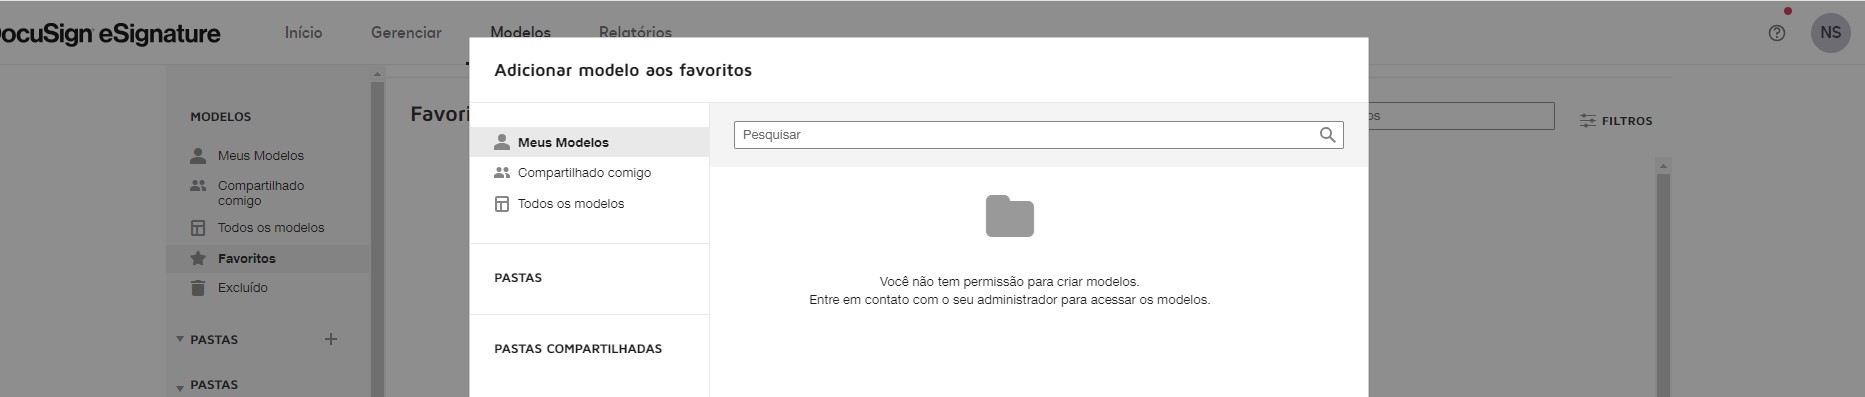 ocuSign eSignature
Início
Gerenciar
Modelos
Relatórios
NS
Adicionar modelo aos favoritos
MODELOS
Meus Modelos
Compartilhado
comigo
Todos os modelos
Favoritos
Excluído
PASTAS
PASTAS
Favori
FILTROS
Meus Modelos
Compartilhado comigo
Todos os modelos
PASTAS
PASTAS COMPARTILHADAS
Pesquisar
Você não tem permissão para criar modelos.
Entre em contato com o seu administrador para acessar os modelos.